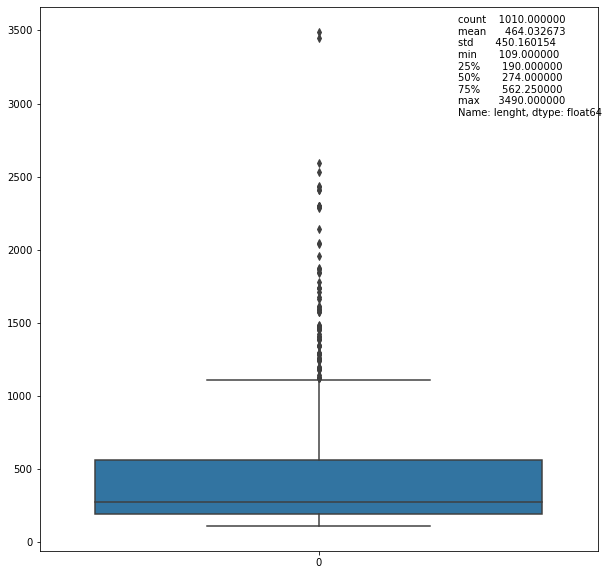 3500
3000
2500
2000
1500
1000
500
0
0
count 1010.000000
mean 464.032673
std 450.160154
min 109.000000
25% 190.000000
50% 274.000000
75% 562.250000
max 3490.000000
Name: lenght, dtype: float64